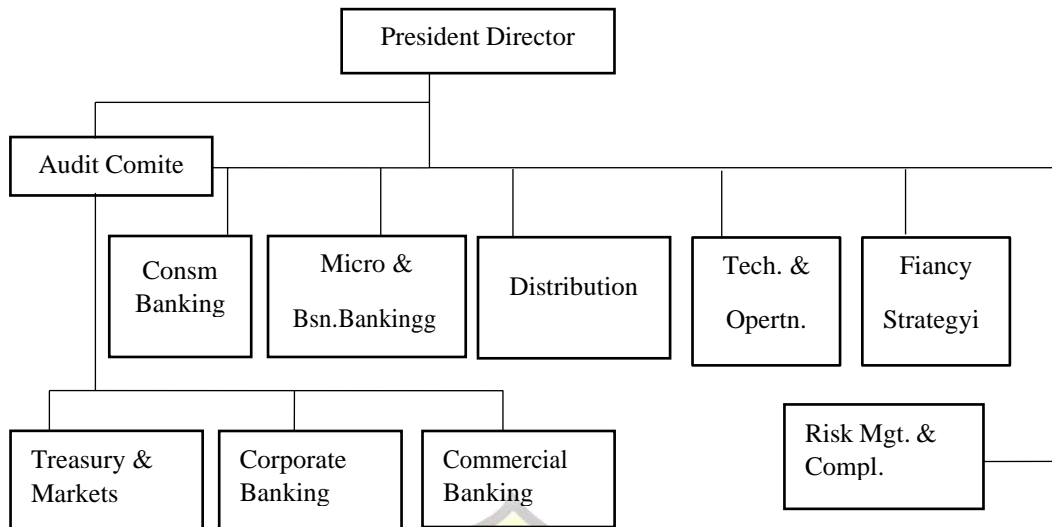 President Director
Audit Comite
Consm
Banking
Micro &
Bsn.Bankingg
Distribution
Tech. &
Opertn.
Fiancy
Strategyi
Treasury &
Markets
Corporate
Banking
Commercial
Banking
Risk Mgt. &
Compl.